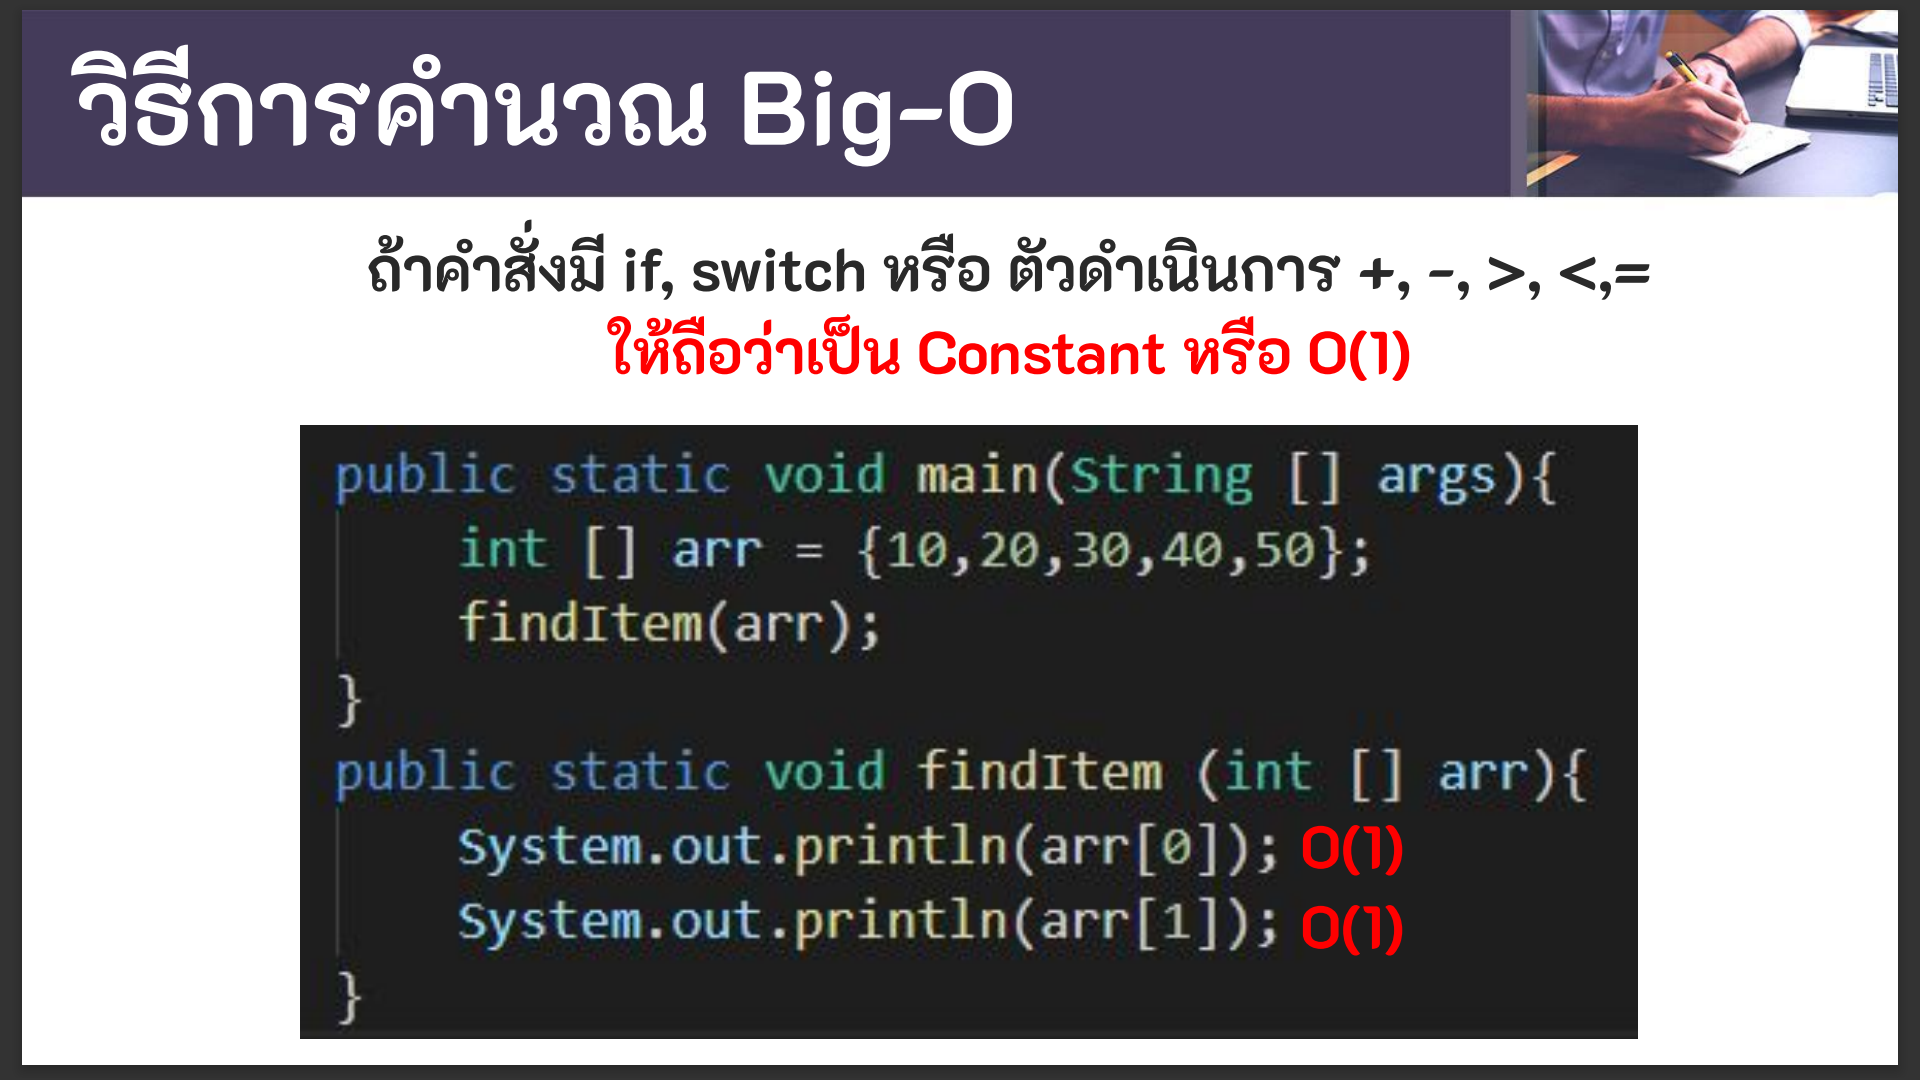 วิธีการคำนวณ Big-O
ถ้าคำสั่งมี if, switch หรือ ตัวดำเนินการ +, -, >, <,=
ให้ถือว่าเป็น Constant หรือ O(1)
public static void main(String [] args){
int [] arr = {10,20,30,40,50};
findItem(arr);
}
public static void findItem (int [] arr){
System.out.println(arr[0]); O(1)
System.out.println(arr[1]); O(1)
}